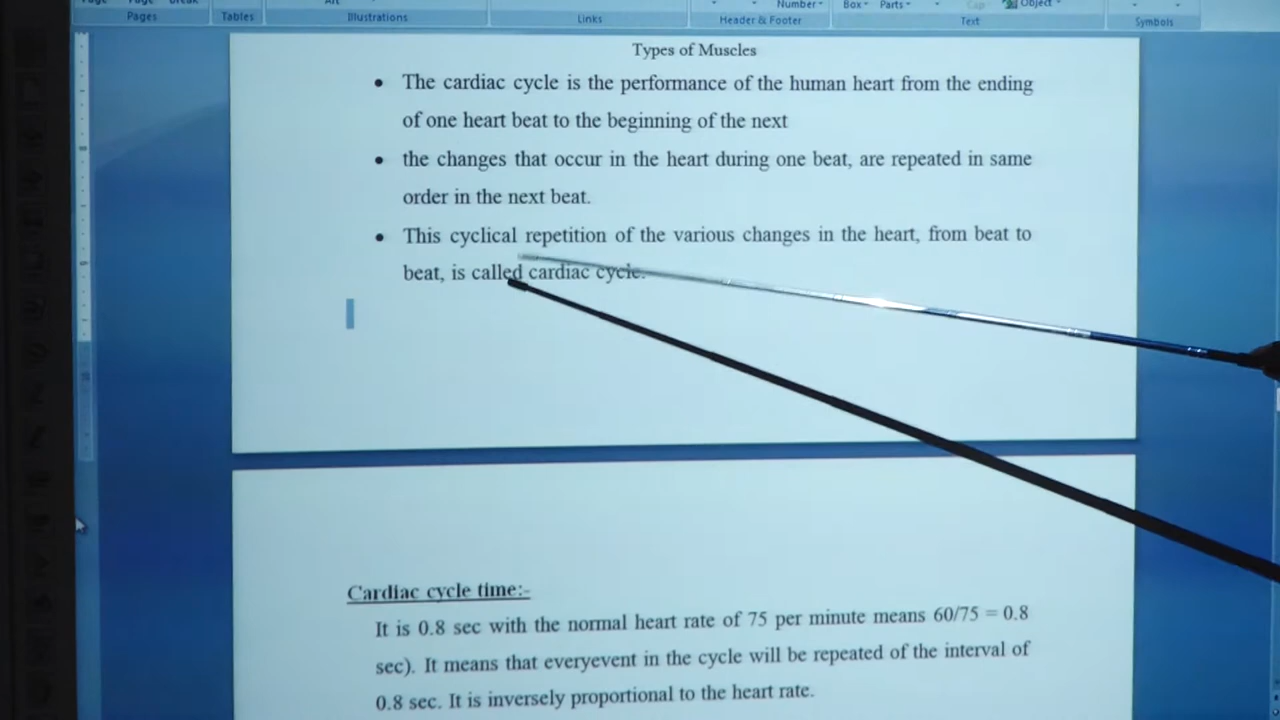 Pages
Tables
Illustrations
Links
Number
Header & Footer
Box
Parts
Object
Text
Symbols
Types of Muscles
• The cardiac cycle is the performance of the human heart from the ending
of one heart beat to the beginning of the next
• the changes that occur in the heart during one beat, are repeated in same
order in the next beat.
• This cyclical repetition of the various changes in the heart, from beat to
beat, is called cardiac cycle.
Cardiac cycle time:-
It is 0.8 sec with the normal heart rate of 75 per minute means 60/75 = 0.8
sec). It means that everyevent in the cycle will be repeated of the interval of
0.8 sec. It is inversely proportional to the heart rate.